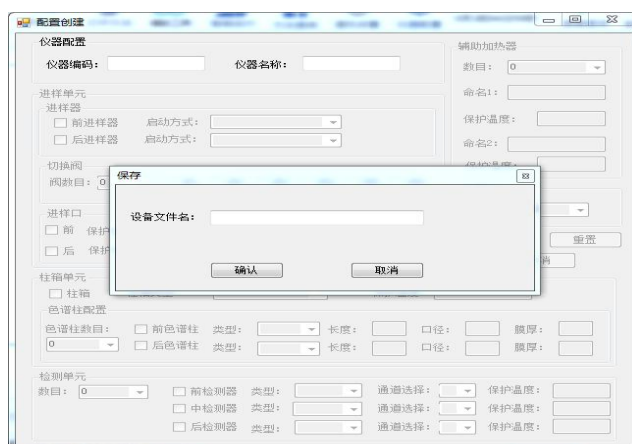 配置创建
仪器配置
仪器编码： 仪器名称：
辅助加热器
数目： 0
命名1：
保护温度：
命名2：
保护温度：
进样单元
进样器
前进样器 启动方式：
后进样器 启动方式：
切换阀
阀数目： 0
进样口
前 保护
后 保护
重置
消
保存
设备文件名：
确认 取消
柱箱单元
柱箱
色谱柱配置
色谱柱数目： 前色谱柱 类型： 长度： 口径： 膜厚：
0 后色谱柱 类型： 长度： 口径： 膜厚：
检测单元
数目： 0 前检测器 类型： 通道选择： 保护温度：
中检测器 类型： 通道选择： 保护温度：
后检测器 类型： 通道选择： 保护温度：